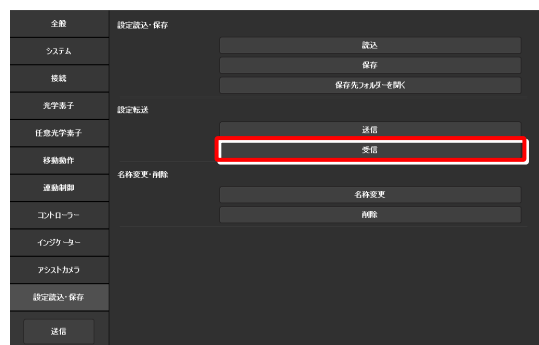 全般
システム
接続
光学素子
任意光学素子
移動動作
連動制御
コントローラー
インジケーター
アシストカメラ
設定読込・保存
送信
設定読込・保存
読込
保存
保存先フォルダーを開く
設定転送
送信
受信
名称変更・削除
名称変更
削除